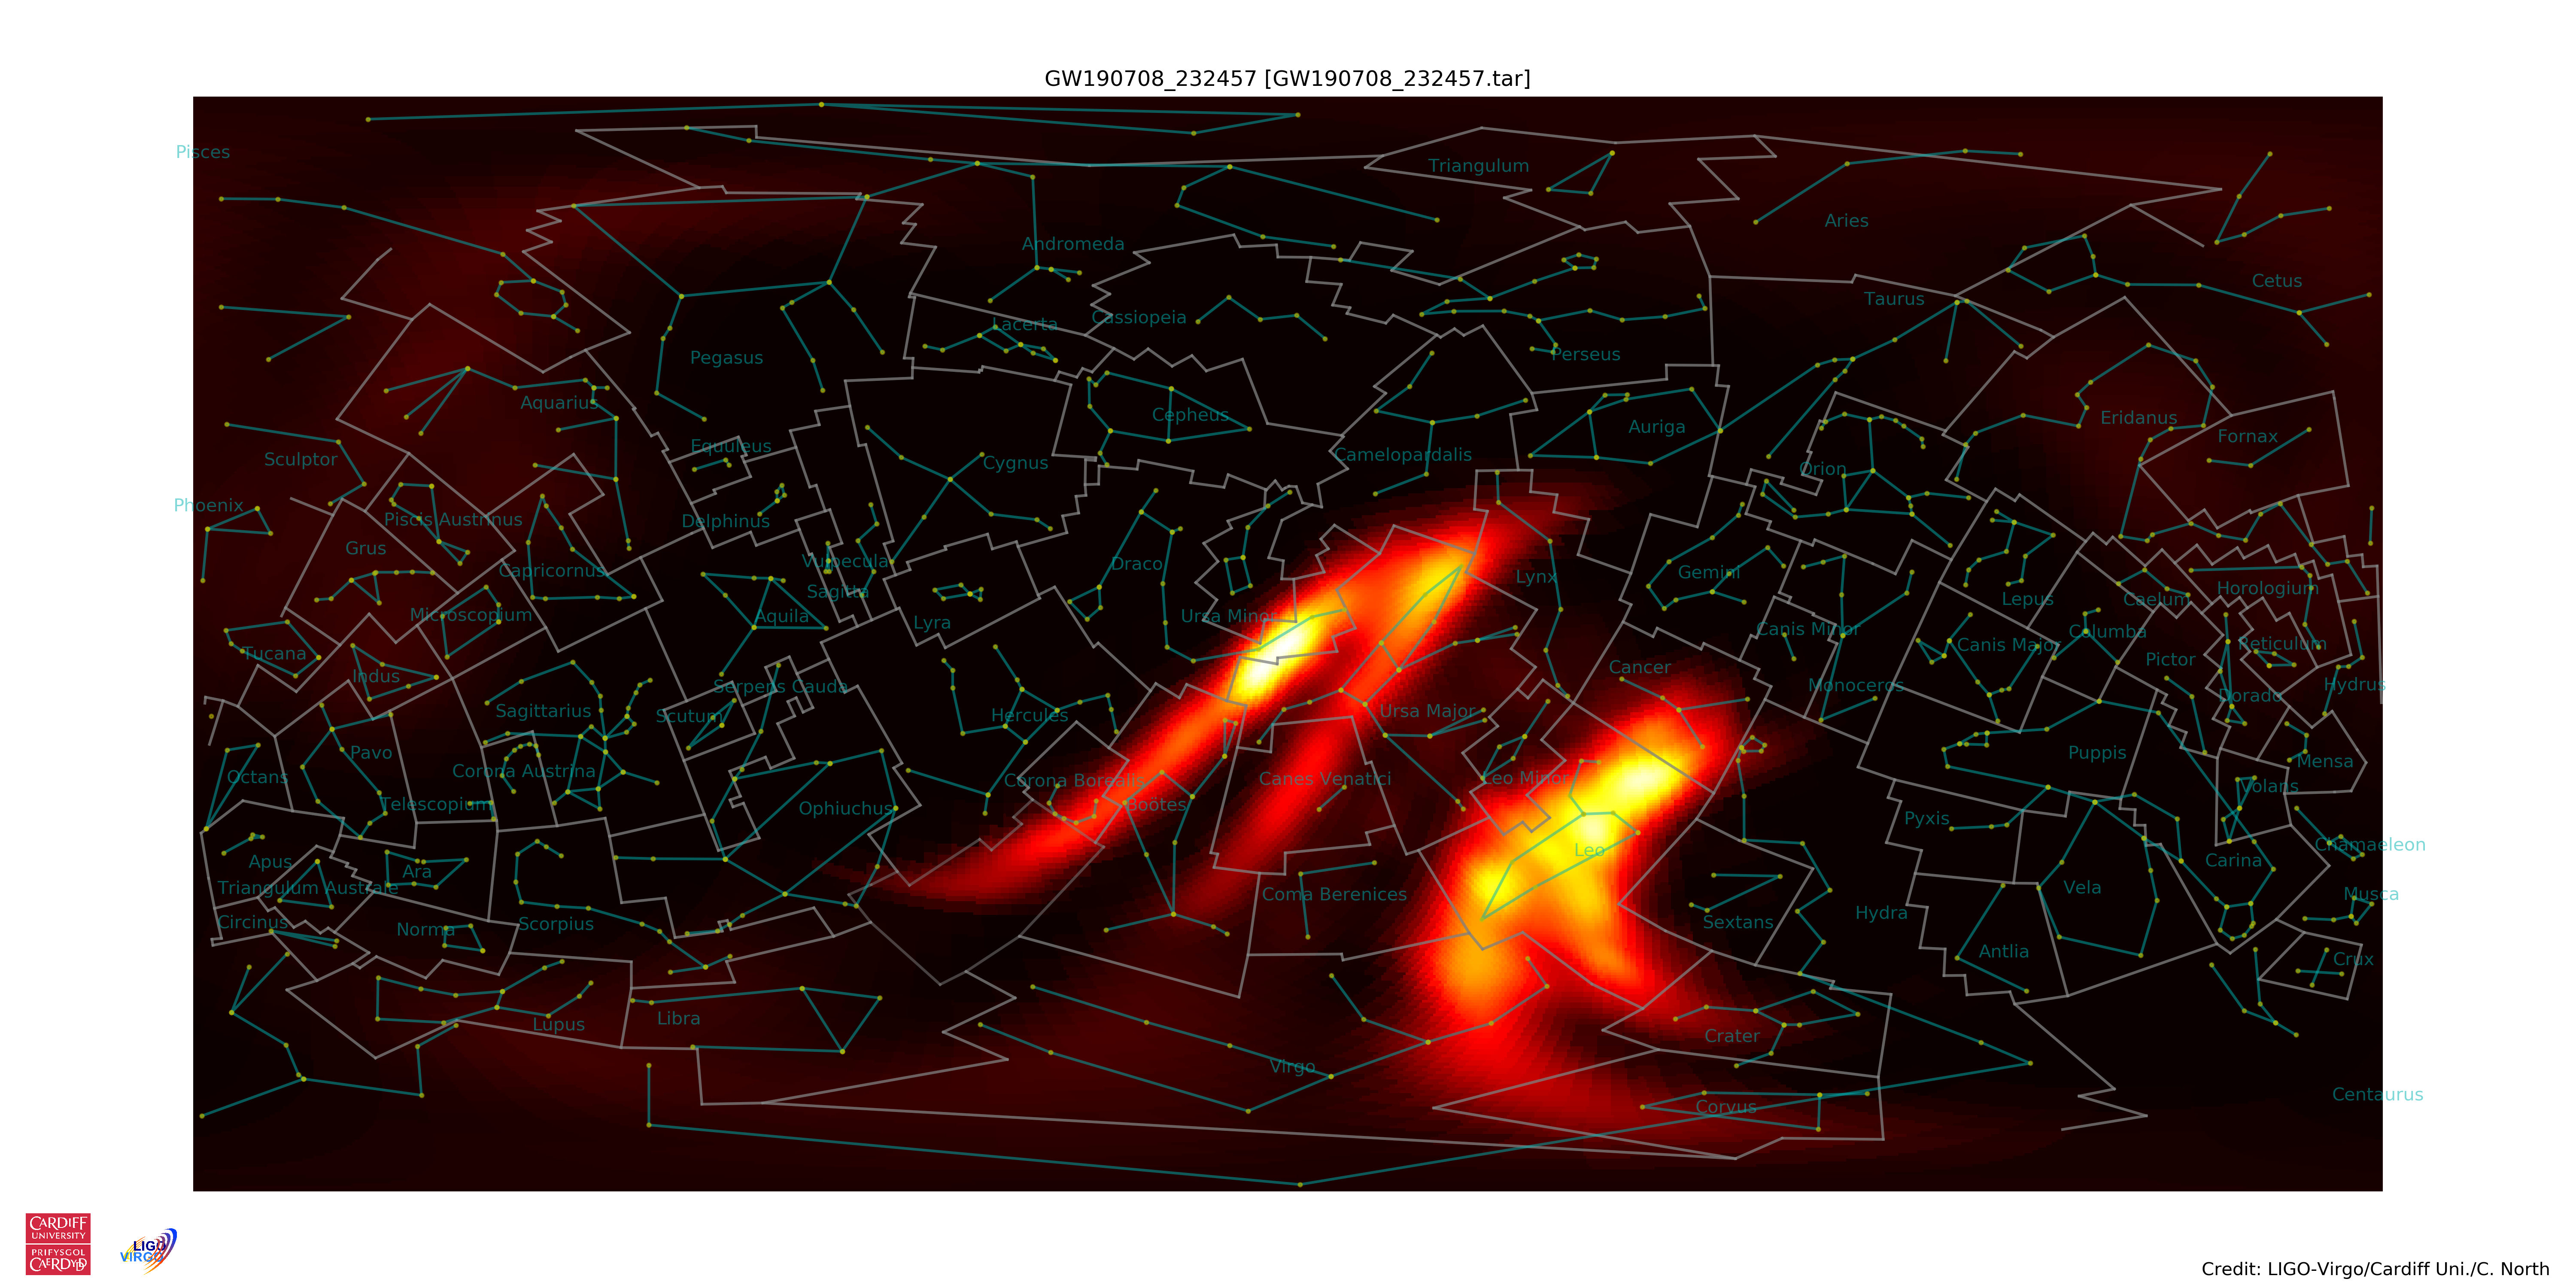 GW190708_232457 [GW190708_232457.tar]
Pisces
Triangulum
Aries
Andromeda
Cetus
Taurus
Lacerta
Cassiopeia
Pegasus
Perseus
Aquarius
Cepheus
Auriga
Eridanus
Fornax
Equuleus
Sculptor
Cygnus
Camelopardalis
Orion
Phoenix
Piscis Austrinus
Delphinus
Grus
Vulpecula
Draco
Capricornus
Lynx
Gemini
Horologium
Sagitta
Microscopium
Aquila
Lyra
Ursa Minor
Lepus
Caelum
Canis Minor
Columba
Tucana
Canis Major
Reticulum
Pictor
Indus
Cancer
Serpens Cauda
Monoceros
Hydrus
Dorado
Sagittarius
Scutum
Hercules
Ursa Major
Pavo
Puppis
Mensa
Octans
Corona Austrina
Corona Borealis
Canes Venatici
Leo Minor
Volans
Telescopium
Ophiuchus
Boötes
Pyxis
Chamaeleon
Leo
Apus
Ara
Carina
Triangulum Australe
Coma Berenices
Vela
Musca
Circinus
Norma
Scorpius
Sextans
Hydra
Antlia
Crux
Lupus
Libra
Crater
Virgo
Centaurus
Corvus
CARDIFF
UNIVERSITY
PRIFYSGOL
CAERDYDD
LIGO
VIRGO
Credit: LIGO-Virgo/Cardiff Uni./C. North